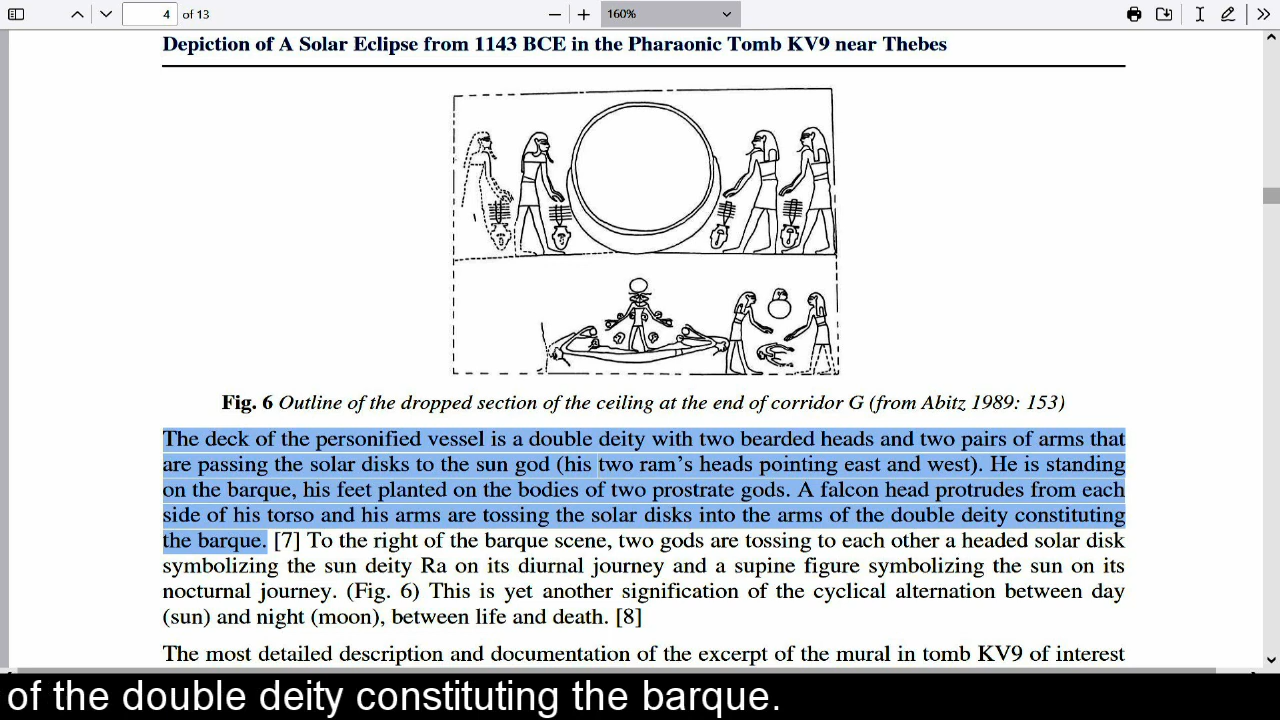 4 of 13
160%
Depiction of A Solar Eclipse from 1143 BCE in the Pharaonic Tomb KV9 near Thebes
Fig. 6 Outline of the dropped section of the ceiling at the end of corridor G (from Abitz 1989: 153)
The deck of the personified vessel is a double deity with two bearded heads and two pairs of arms that
are passing the solar disks to the sun god (his two ram's heads pointing east and west). He is standing
on the barque, his feet planted on the bodies of two prostrate gods. A falcon head protrudes from each
side of his torso and his arms are tossing the solar disks into the arms of the double deity constituting
the barque. [7] To the right of the barque scene, two gods are tossing to each other a headed solar disk
symbolizing the sun deity Ra on its diurnal journey and a supine figure symbolizing the sun on its
nocturnal journey. (Fig. 6) This is yet another signification of the cyclical alternation between day
(sun) and night (moon), between life and death. [8]
The most detailed description and documentation of the excerpt of the mural in tomb KV9 of interest
of the double deity constituting the barque.